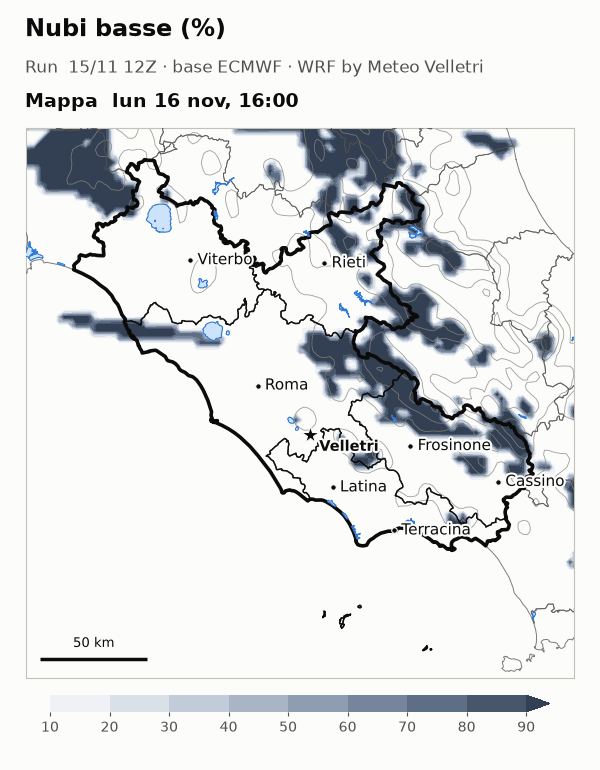 Nubi basse (%)
Run  15/11 12Z · base ECMWF · WRF by Meteo Velletri
Mappa  lun 16 nov, 16:00
Viterbo
Rieti
Roma
Velletri
Frosinone
Cassino
Latina
Terracina
50 km
10 20 30 40 50 60 70 80 90